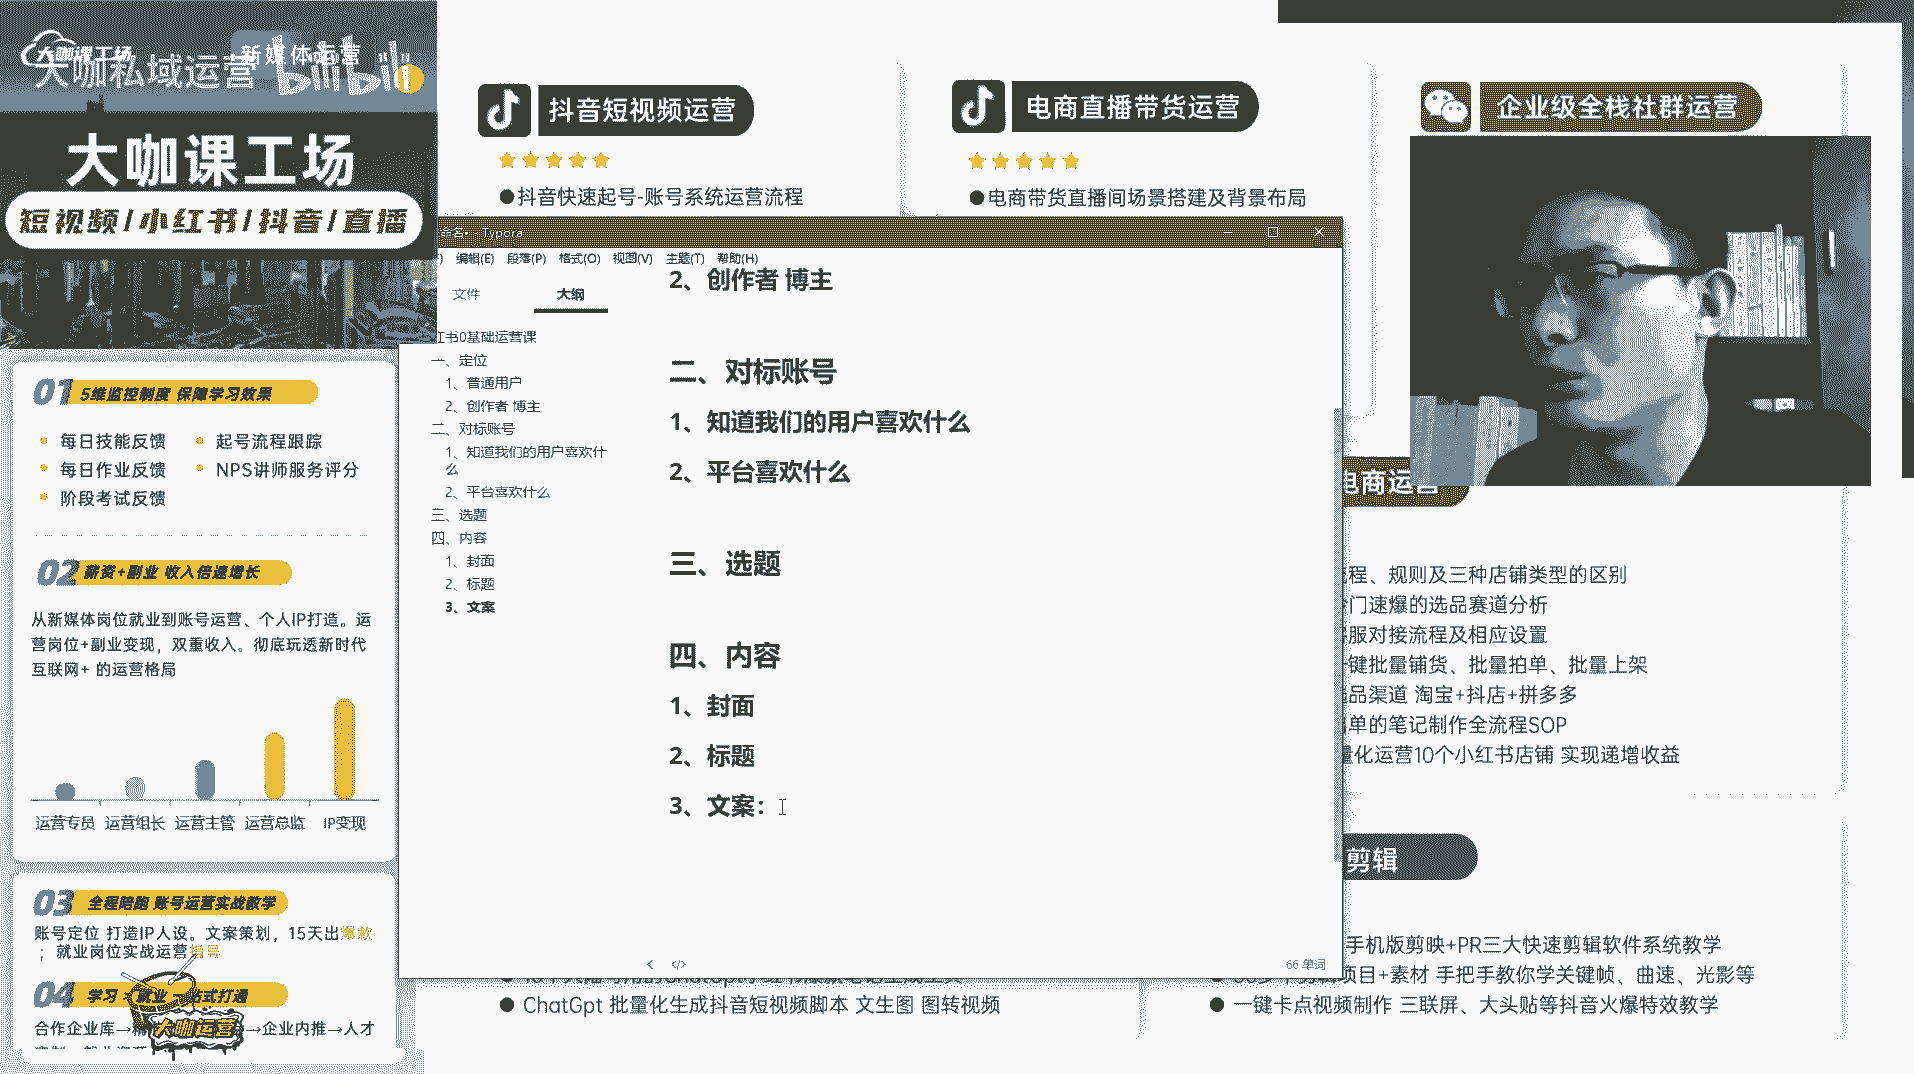 大咖课工场
大咖私域运营
新媒体运营
bilibili
大咖课工场
短视频/小红书/抖音/直播
01 5维监控制度 保障学习效果
每日技能反馈
起号流程跟踪
每日作业反馈
NPS讲师服务评分
阶段考试反馈
02 薪资+副业 收入倍速增长
从新媒体岗位就业到账号运营、个人IP打造。运
营岗位+副业变现，双重收入。彻底玩透新时代
互联网+ 的运营格局
运营专员 运营组长 运营主管 运营总监 IP变现
03 全程陪跑 账号运营实战教学
账号定位 打造IP人设。文案策划，15天出爆款
；就业岗位实战运营指导
04 学习 就业 一站式打通
合作企业库→
→企业内推→人才
大咖运营
抖音短视频运营
●抖音快速起号-账号系统运营流程
电商直播带货运营
●电商带货直播间场景搭建及背景布局
企业级全栈社群运营
命名• - Typora
编辑(E) 段落(P) 格式(O) 视图(V) 主题(T) 帮助(H)
文件 大纲
红书0基础运营课
一、定位
1、普通用户
2、创作者 博主
二、对标账号
1、知道我们的用户喜欢什
么
2、平台喜欢什么
三、选题
四、内容
1、封面
2、标题
3、文案
2、创作者 博主
二、对标账号
1、知道我们的用户喜欢什么
2、平台喜欢什么
三、选题
四、内容
1、封面
2、标题
3、文案：
66 单词
电商运营
程、规则及三种店铺类型的区别
门速爆的选品赛道分析
客服对接流程及相应设置
一键批量铺货、批量拍单、批量上架
选品渠道 淘宝+抖店+拼多多
简单的笔记制作全流程SOP
量化运营10个小红书店铺 实现递增收益
剪辑
手机版剪映+PR三大快速剪辑软件系统教学
项目+素材 手把手教你学关键帧、曲速、光影等
● 一键卡点视频制作 三联屏、大头贴等抖音火爆特效教学
● ChatGpt 批量化生成抖音短视频脚本 文生图 图转视频